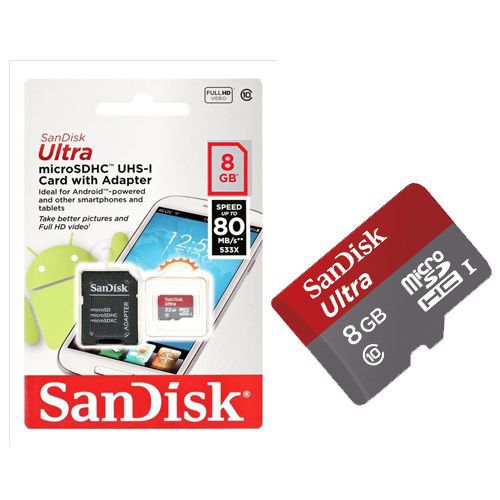 FULL HD
VIDEO
10
SanDisk
Ultra
microSDHC™ UHS-I
Card with Adapter
Ideal for Android™-powered
and other smartphones and
tablets
Take better pictures and
Full HD video¹
8
GB*
SPEED
UP TO
80
MB/s**
533X
SanDisk
microSD
microSDHC
microSDXC
ADAPTER
SanDisk
Ultra
32GB
SanDisk
SanDisk
Ultra
8 GB
micro
SD
HC I
10